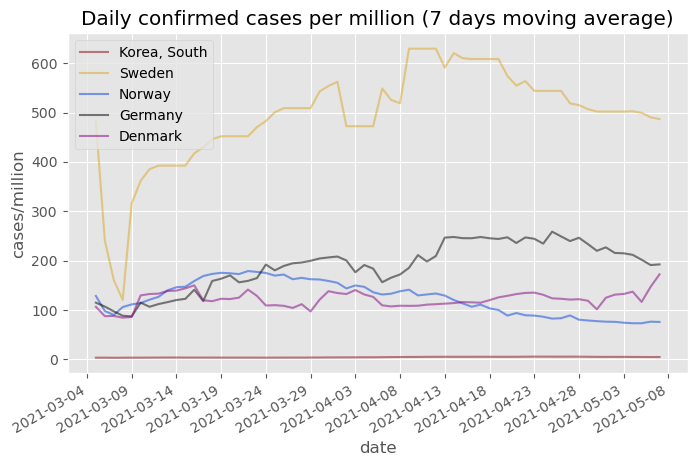 Daily confirmed cases per million (7 days moving average)
Korea, South
Sweden
Norway
Germany
Denmark
cases/million
600
500
400
300
200
100
0
2021-03-04
2021-03-09
2021-03-14
2021-03-19
2021-03-24
2021-03-29
2021-04-03
2021-04-08
2021-04-13
2021-04-18
2021-04-23
2021-04-28
2021-05-03
2021-05-08
date